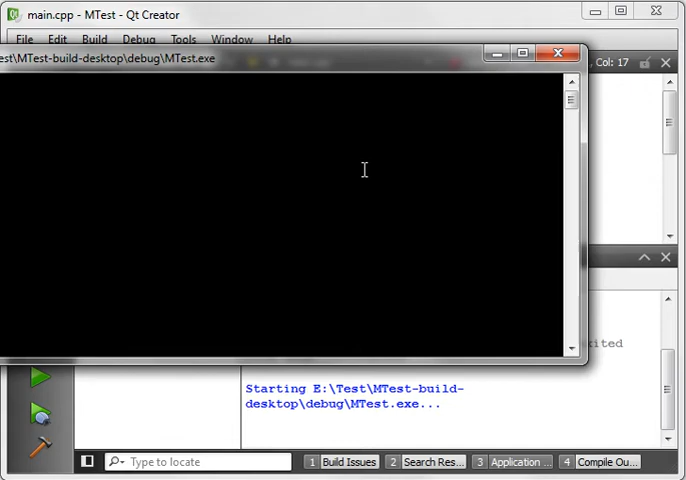 main.cpp - MTest - Qt Creator
File Edit Build Debug Tools Window Help
est\MTest-build-desktop\debug\MTest.exe
, Col: 17
xited
Starting E:\Test\MTest-build-
desktop\debug\MTest.exe...
Type to locate
1 Build Issues 2 Search Res... 3 Application ... 4 Compile Ou...